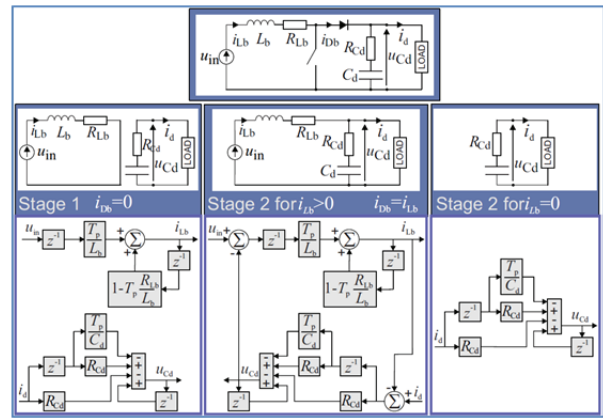 i_Lb L_b R_Lb i_Db i_d
u_in R_Cd u_Cd LOAD
C_d
i_Lb L_b R_Lb i_d
u_in R_Cd u_Cd LOAD
Stage 1 i_Db=0
i_Lb R_Lb i_d
u_in L_b R_Cd u_Cd LOAD
C_d
Stage 2 for i_Lb>0 i_Db=i_Lb
i_d
R_Cd u_Cd LOAD
Stage 2 for i_Lb=0
u_in z⁻¹ T_p/L_b + Σ i_Lb
+ z⁻¹
1-T_p R_Lb/L_b
T_p/C_d
z⁻¹ R_Cd - + - + u_Cd
i_d R_Cd z⁻¹
u_in + Σ z⁻¹ T_p/L_b + Σ i_Lb
- + z⁻¹
1-T_p R_Lb/L_b
T_p/C_d
u_Cd - + - + R_Cd z⁻¹
z⁻¹ R_Cd - Σ + i_d
T_p/C_d
z⁻¹ R_Cd - + - + u_Cd
i_d R_Cd z⁻¹